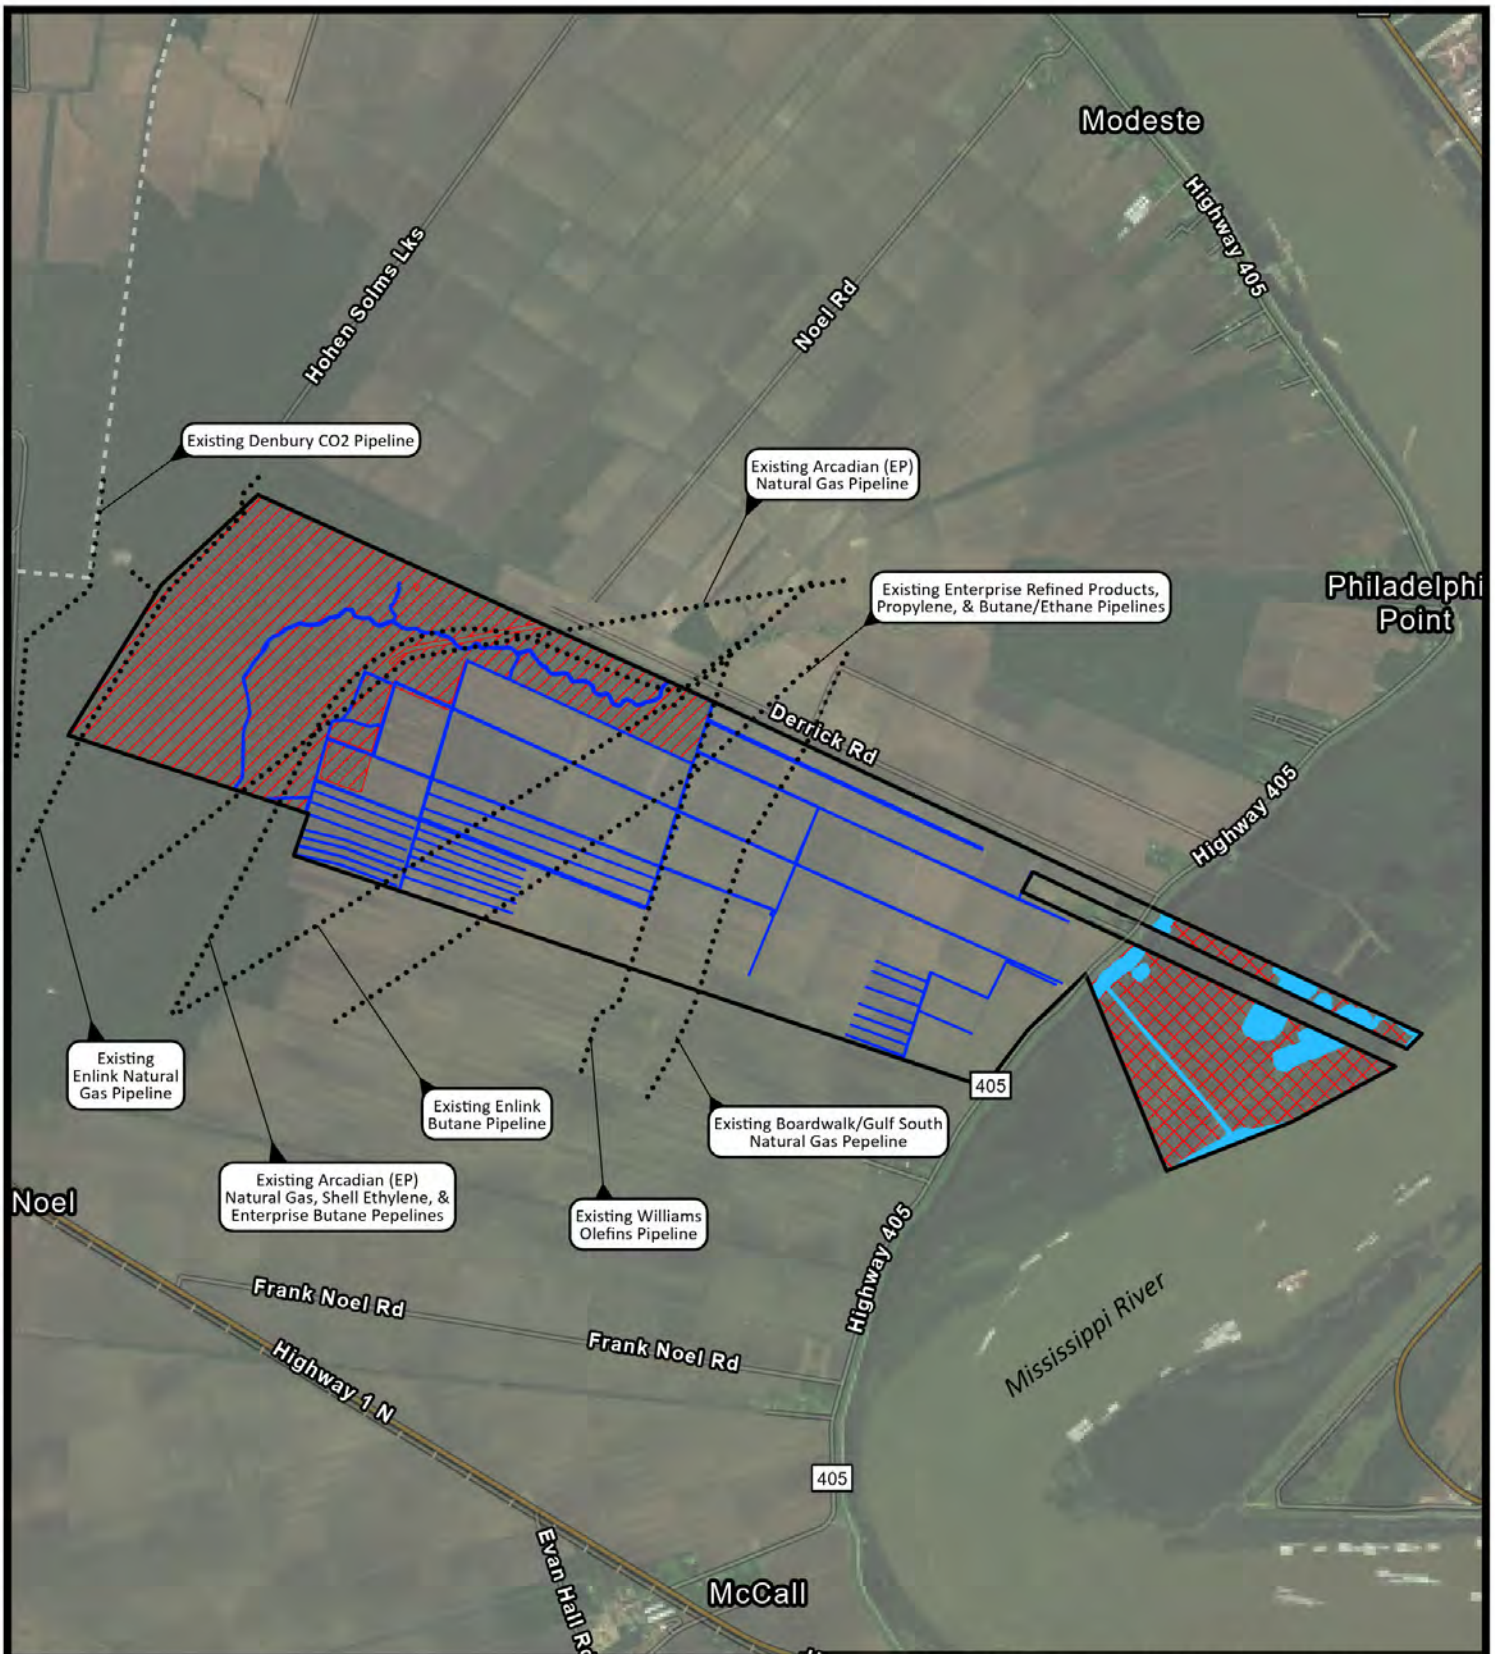 Modeste
Highway 405
Hohen Solms Lks
Noel Rd
Existing Denbury CO2 Pipeline
Existing Arcadian (EP)
Natural Gas Pipeline
Existing Enterprise Refined Products,
Propylene, & Butane/Ethane Pipelines
Philadelphi
Point
Derrick Rd
Highway 405
Existing
Enlink Natural
Gas Pipeline
Existing Enlink
Butane Pipeline
405
Existing Boardwalk/Gulf South
Natural Gas Pepeline
Existing Arcadian (EP)
Natural Gas, Shell Ethylene, &
Enterprise Butane Pepelines
Existing Williams
Olefins Pipeline
Noel
Highway 405
Frank Noel Rd
Frank Noel Rd
Mississippi River
Highway 1 N
405
Evan Hall Rd
McCall